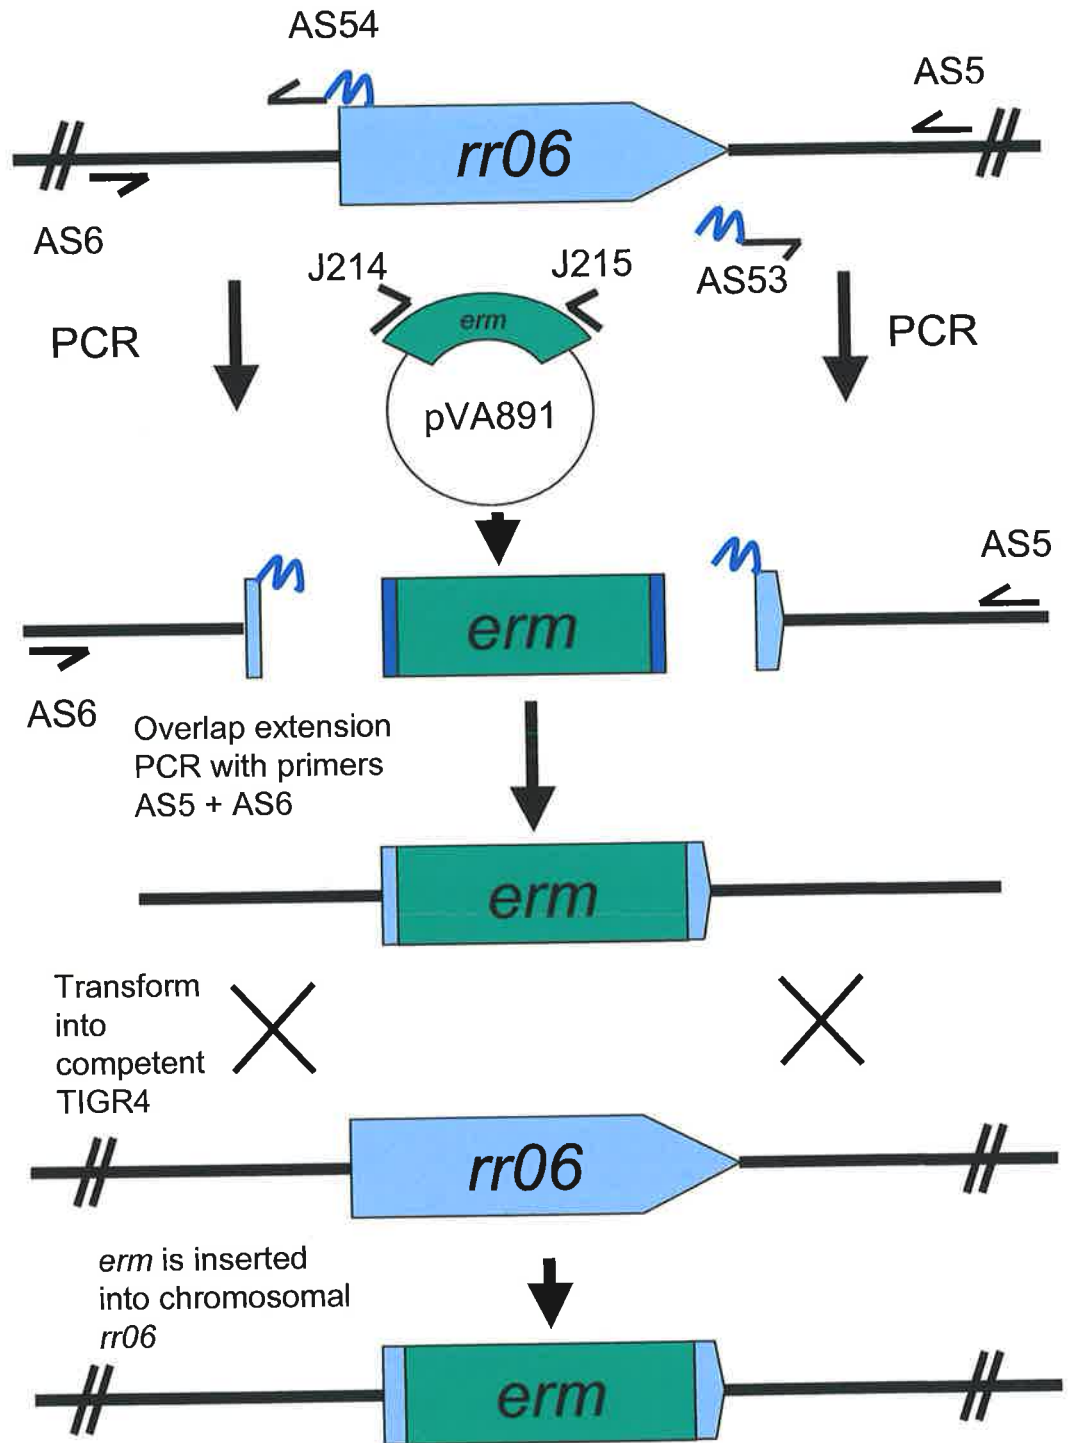 AS54
AS5
rr06
AS6
J214
J215
AS53
PCR
erm
PCR
pVA891
AS5
erm
AS6
Overlap extension
PCR with primers
AS5 + AS6
erm
Transform
into
competent
TIGR4
rr06
erm is inserted
into chromosomal
rr06
erm